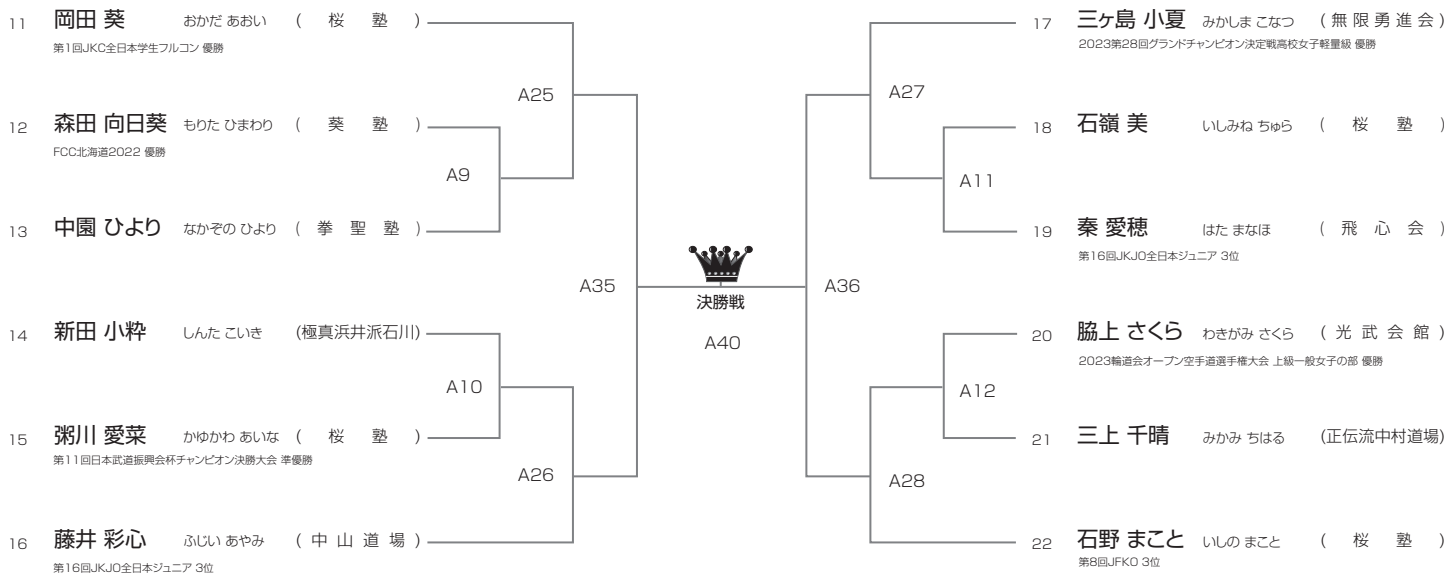 11 岡田 葵 おかだ あおい ( 桜 塾 )
第1回JKC全日本学生フルコン 優勝
A25
12 森田 向日葵 もりた ひまわり ( 葵 塾 )
FCC北海道2022 優勝
A9
13 中園 ひより なかぞの ひより ( 拳 聖 塾 )
A35
14 新田 小粋 しんた こいき (極真浜井派石川)
A10
15 粥川 愛菜 かゆかわ あいな ( 桜 塾 )
第11回日本武道振興会杯チャンピオン決勝大会 準優勝
A26
16 藤井 彩心 ふじい あやみ ( 中 山 道 場 )
第16回JKJO全日本ジュニア 3位
決勝戦
A40
17 三ヶ島 小夏 みかしま こなつ ( 無 限 勇 進 会 )
2023第28回グランドチャンピオン決定戦高校女子軽量級 優勝
A27
18 石嶺 美 いしみね ちゅら ( 桜 塾 )
A11
19 秦 愛穂 はた まなほ ( 飛 心 会 )
第16回JKJO全日本ジュニア 3位
A36
20 脇上 さくら わきがみ さくら ( 光 武 会 館 )
2023輪道会オープン空手道選手権大会 上級一般女子の部 優勝
A12
21 三上 千晴 みかみ ちはる (正伝流中村道場)
A28
22 石野 まこと いしの まこと ( 桜 塾 )
第8回JFKO 3位